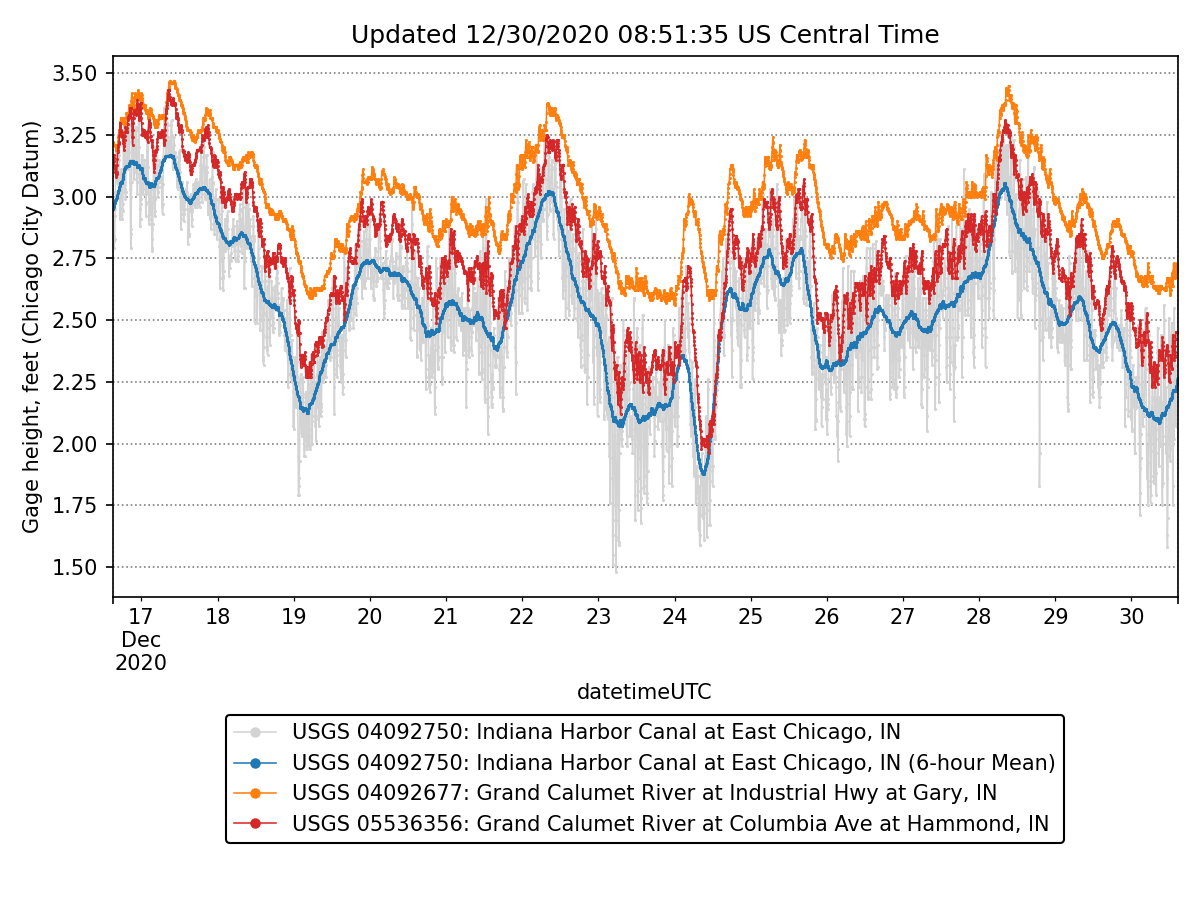 Updated 12/30/2020 08:51:35 US Central Time
Gage height, feet (Chicago City Datum)
3.50
3.25
3.00
2.75
2.50
2.25
2.00
1.75
1.50
17 18 19 20 21 22 23 24 25 26 27 28 29 30
Dec
2020
datetimeUTC
USGS 04092750: Indiana Harbor Canal at East Chicago, IN
USGS 04092750: Indiana Harbor Canal at East Chicago, IN (6-hour Mean)
USGS 04092677: Grand Calumet River at Industrial Hwy at Gary, IN
USGS 05536356: Grand Calumet River at Columbia Ave at Hammond, IN